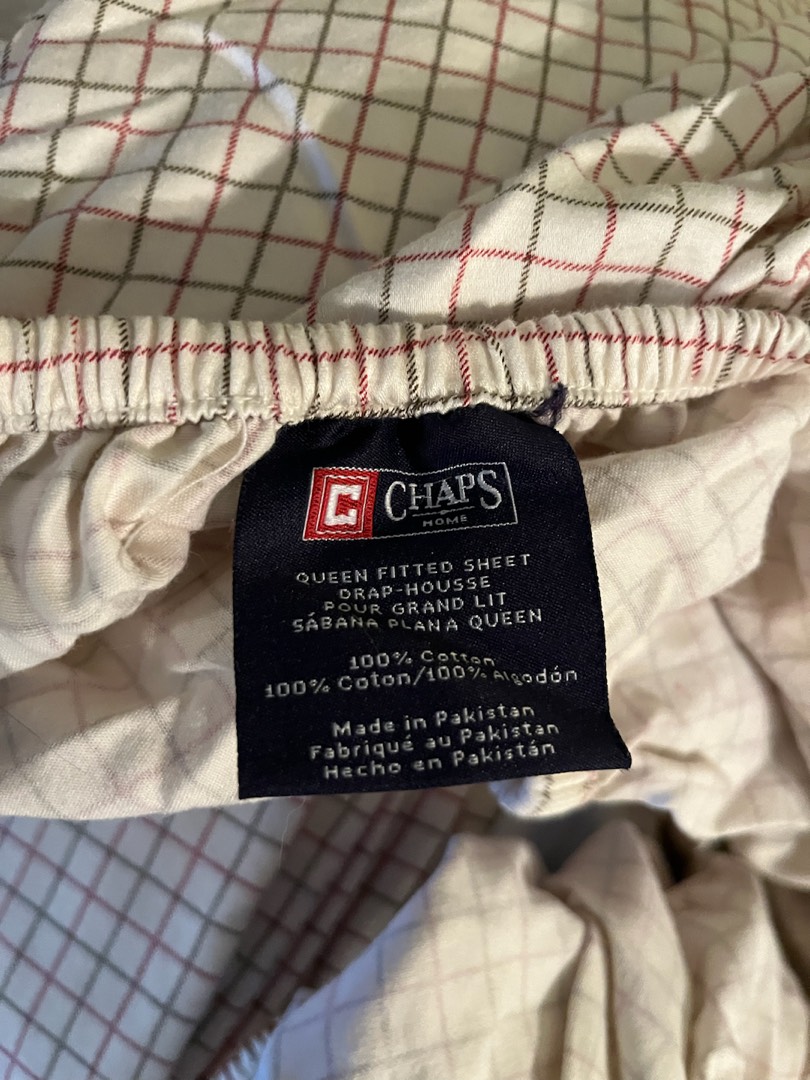 C CHAPS
HOME
QUEEN FITTED SHEET
DRAP-HOUSSE
POUR GRAND LIT
SÁBANA PLANA QUEEN
100% Cotton
100% Coton/100% Algodón
Made in Pakistan
Fabriqué au Pakistan
Hecho en Pakistán